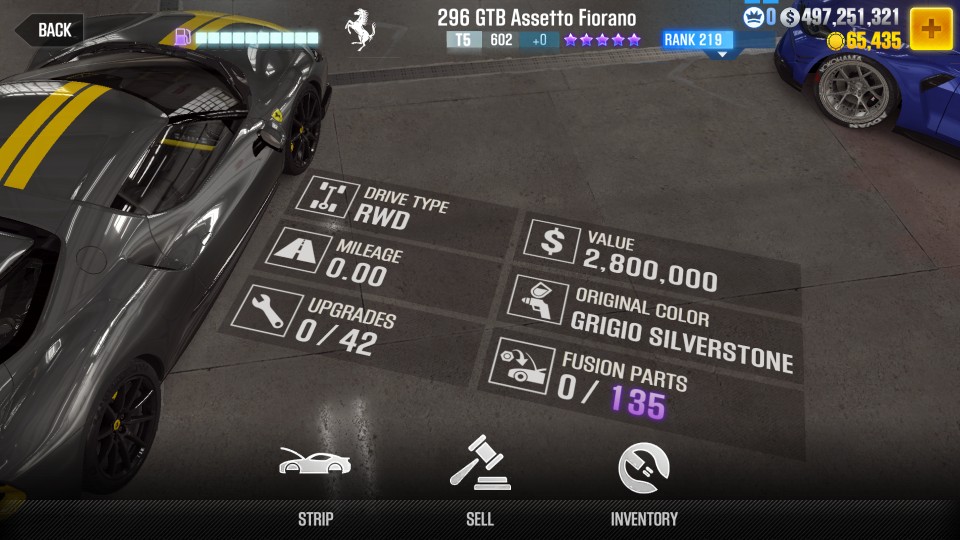 BACK
296 GTB Assetto Fiorano
T5 602 +0
RANK 219
0 $ 497,251,321
65,435
+
YOKOHAMA
ADVAN
DRIVE TYPE
RWD
MILEAGE
0.00
UPGRADES
0 / 42
$ VALUE
2,800,000
ORIGINAL COLOR
GRIGIO SILVERSTONE
FUSION PARTS
0 / 135
STRIP
SELL
INVENTORY